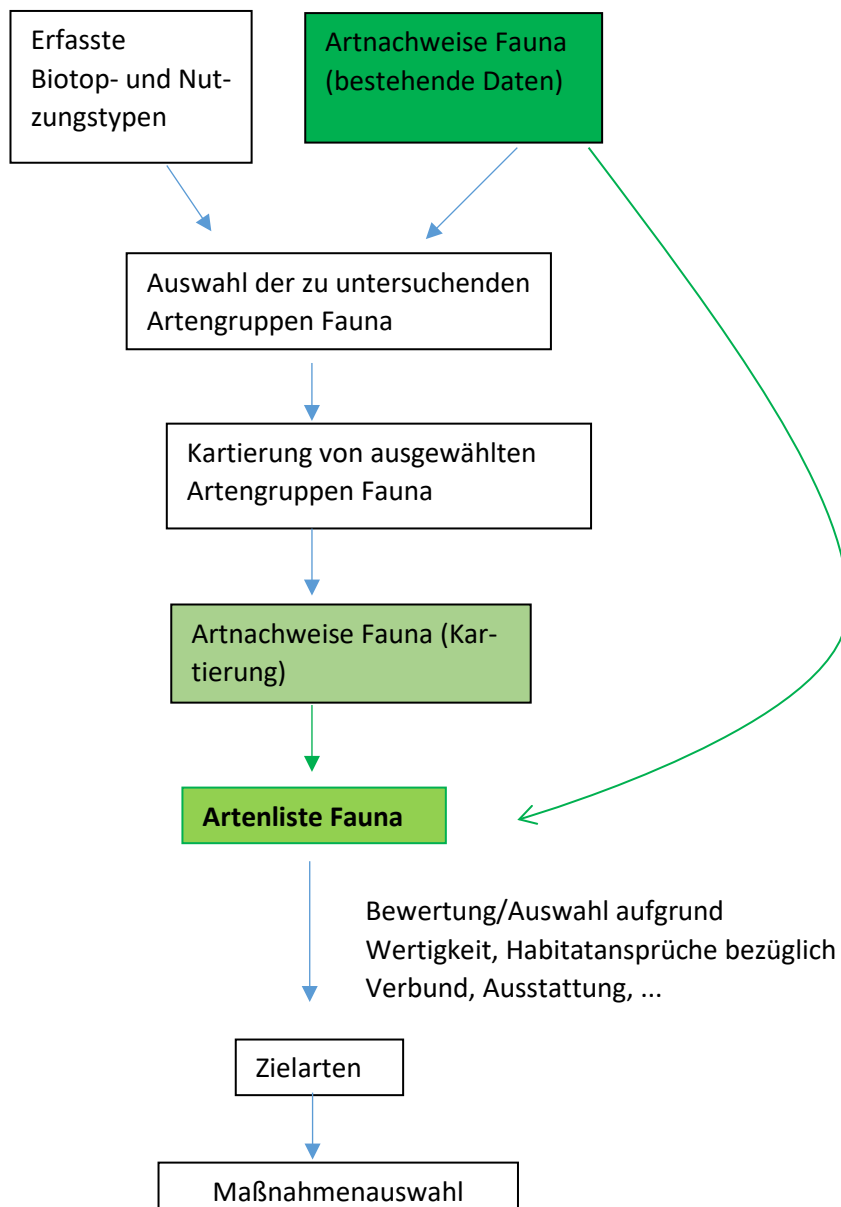 Erfasste
Biotop- und Nut-
zungstypen
Artnachweise Fauna
(bestehende Daten)
Auswahl der zu untersuchenden
Artengruppen Fauna
Kartierung von ausgewählten
Artengruppen Fauna
Artnachweise Fauna (Kar-
tierung)
Artenliste Fauna
Bewertung/Auswahl aufgrund
Wertigkeit, Habitatansprüche bezüglich
Verbund, Ausstattung, ...
Zielarten
Maßnahmenauswahl